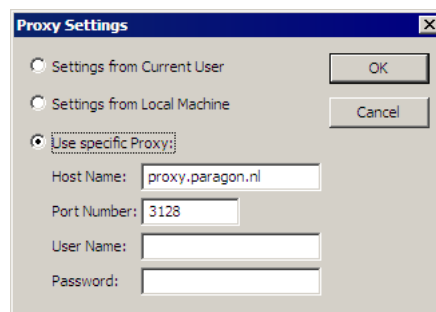 Proxy Settings
Settings from Current User
OK
Settings from Local Machine
Cancel
Use specific Proxy:
Host Name: proxy.paragon.nl
Port Number: 3128
User Name:
Password: